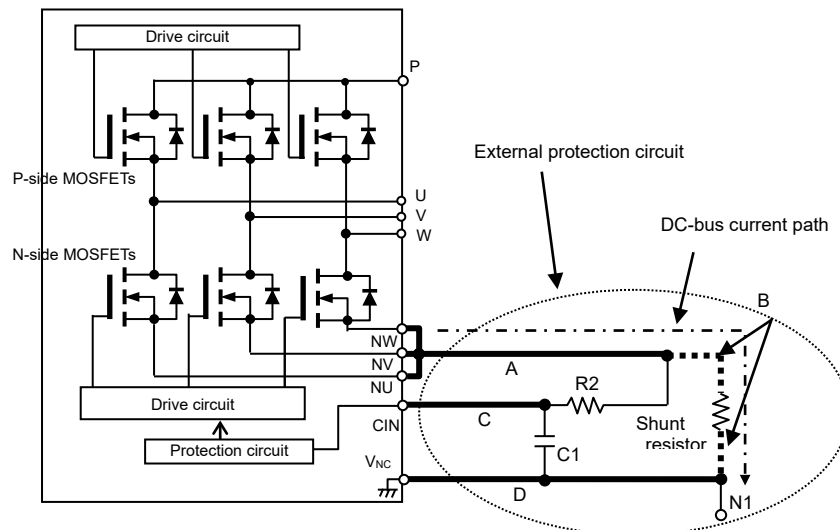 Drive circuit
P
External protection circuit
P-side MOSFETs
U
V
W
DC-bus current path
N-side MOSFETs
B
NW
NV
NU
A
R2
Drive circuit
CIN
C
Shunt
resistor
Protection circuit
C1
VNC
D
N1